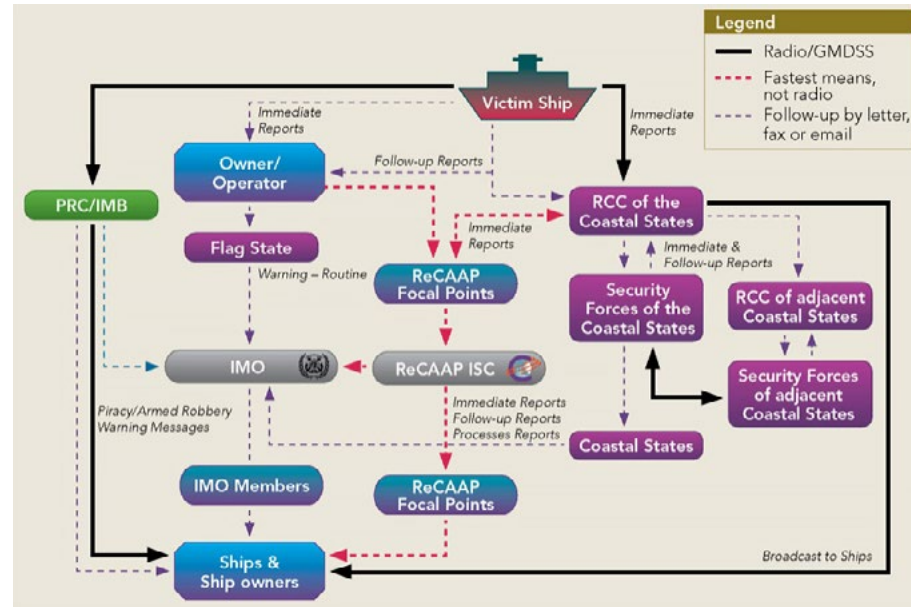 Legend
Radio/GMDSS
Fastest means,
not radio
Follow-up by letter,
fax or email
Victim Ship
Immediate
Reports
Immediate
Reports
Owner/
Operator
Follow-up Reports
PRC/IMB
RCC of the
Coastal States
Flag State
Immediate
Reports
Immediate &
Follow-up Reports
Warning – Routine
ReCAAP
Focal Points
Security
Forces of the
Coastal States
RCC of adjacent
Coastal States
IMO
ReCAAP ISC
Security Forces
of adjacent
Coastal States
Piracy/Armed Robbery
Warning Messages
Immediate Reports
Follow-up Reports
Processes Reports
Coastal States
IMO Members
ReCAAP
Focal Points
Ships &
Ship owners
Broadcast to Ships